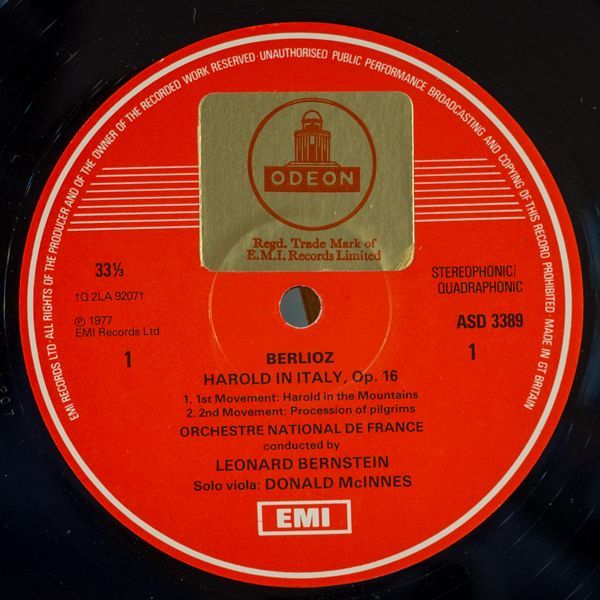 EMI RECORDS LTD · ALL RIGHTS OF THE PRODUCER AND OF THE OWNER OF THE RECORDED WORK RESERVED · UNAUTHORISED PUBLIC PERFORMANCE BROADCASTING AND COPYING OF THIS RECORD PROHIBITED · MADE IN GT BRITAIN
ODEON
Regd. Trade Mark of
E.M.I. Records Limited
33⅓
STEREOPHONIC/
QUADRAPHONIC
1Q 2LA 92071
℗ 1977
EMI Records Ltd
ASD 3389
1
1
BERLIOZ
HAROLD IN ITALY, Op. 16
1. 1st Movement: Harold in the Mountains
2. 2nd Movement: Procession of pilgrims
ORCHESTRE NATIONAL DE FRANCE
conducted by
LEONARD BERNSTEIN
Solo viola: DONALD McINNES
EMI